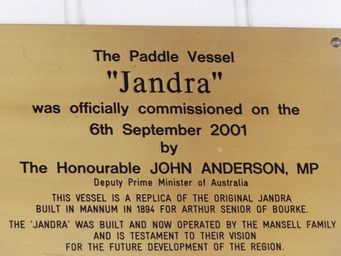 The Paddle Vessel
"Jandra"
was officially commissioned on the
6th September 2001
by
The Honourable JOHN ANDERSON, MP
Deputy Prime Minister of Australia
THIS VESSEL IS A REPLICA OF THE ORIGINAL JANDRA
BUILT IN MANNUM IN 1894 FOR ARTHUR SENIOR OF BOURKE.
THE 'JANDRA' WAS BUILT AND NOW OPERATED BY THE MANSELL FAMILY
AND IS TESTAMENT TO THEIR VISION
FOR THE FUTURE DEVELOPMENT OF THE REGION.